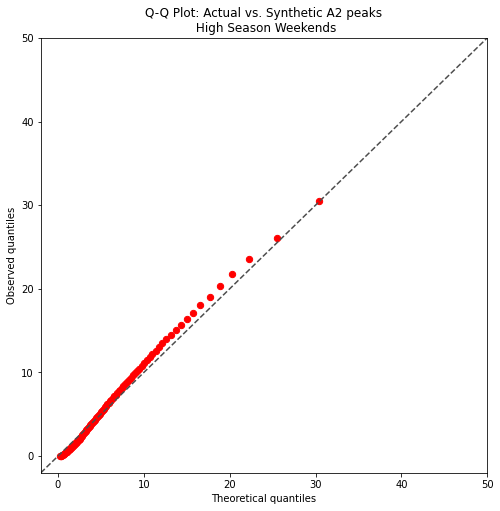 Q-Q Plot: Actual vs. Synthetic A2 peaks
High Season Weekends
50
40
30
20
10
0
Observed quantiles
0 10 20 30 40 50
Theoretical quantiles